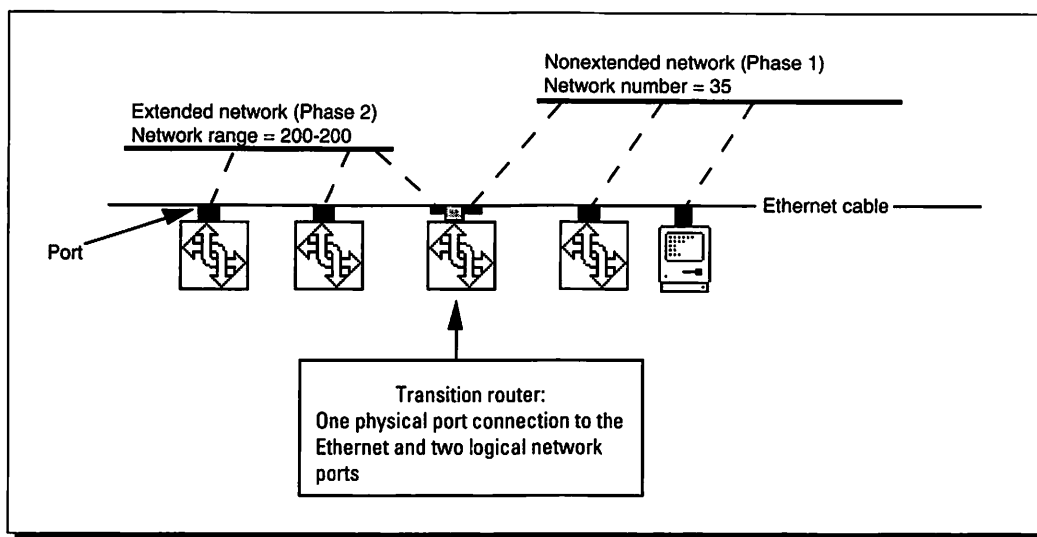 Nonextended network (Phase 1)
Network number = 35
Extended network (Phase 2)
Network range = 200-200
Ethernet cable
Port
Transition router:
One physical port connection to the
Ethernet and two logical network
ports